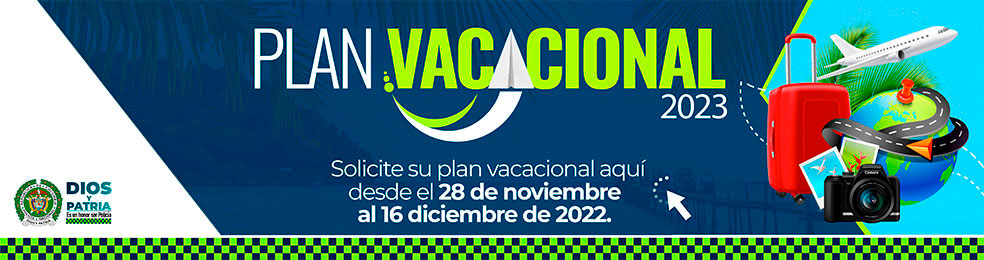 PLAN VACACIONAL
2023
Solicite su plan vacacional aquí
desde el 28 de noviembre
al 16 diciembre de 2022.
DIOS
Y
PATRIA
Es un honor ser Policía
Camera